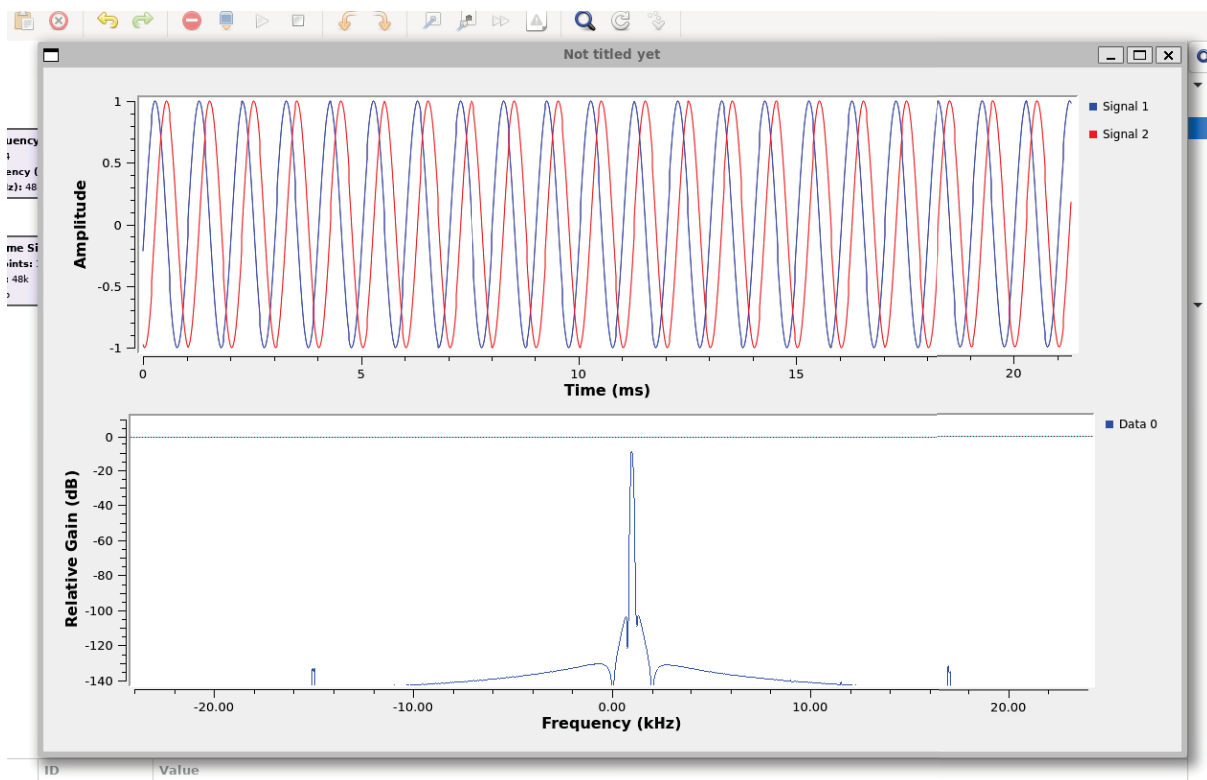 Not titled yet
1
0.5
0
-0.5
-1
Amplitude
0 5 10 15 20
Time (ms)
Signal 1
Signal 2
0
-20
-40
-60
-80
-100
-120
-140
Relative Gain (dB)
-20.00 -10.00 0.00 10.00 20.00
Frequency (kHz)
Data 0
48
48k
ID Value